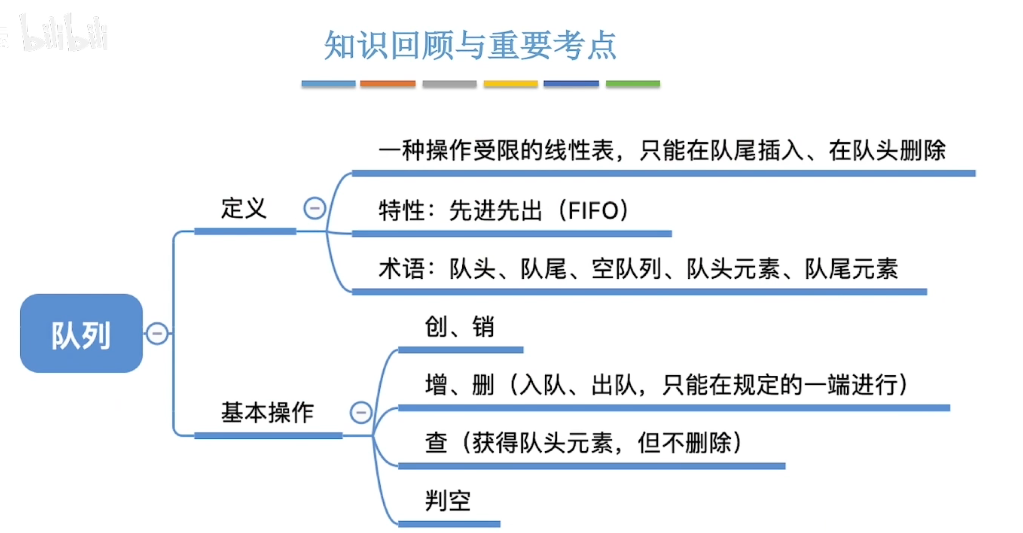 bilibili
知识回顾与重要考点
一种操作受限的线性表，只能在队尾插入、在队头删除
定义
特性：先进先出（FIFO）
术语：队头、队尾、空队列、队头元素、队尾元素
队列
创、销
增、删（入队、出队，只能在规定的一端进行）
基本操作
查（获得队头元素，但不删除）
判空